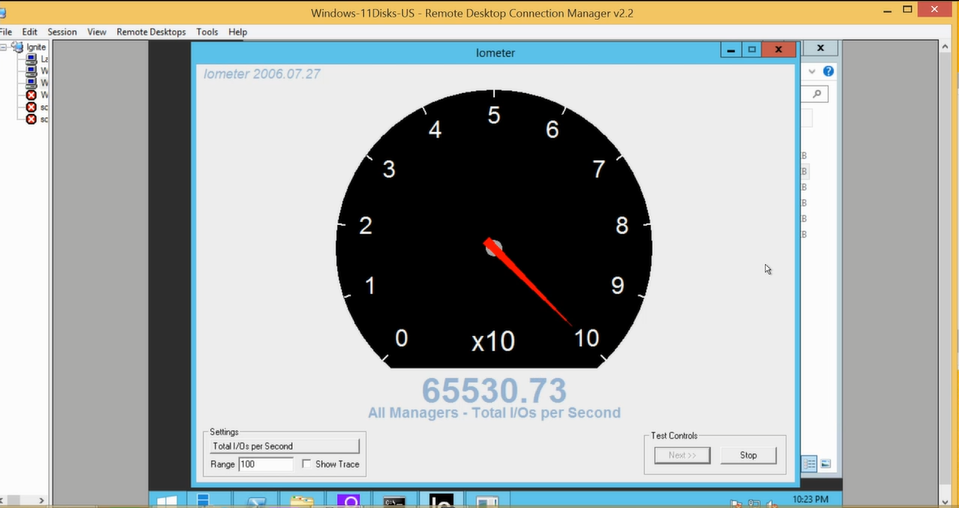 Windows-11Disks-US - Remote Desktop Connection Manager v2.2
File Edit Session View Remote Desktops Tools Help
Ignite
Iometer
Iometer 2006.07.27
5
4 6
3 7
2 8
1 9
0 x10 10
65530.73
All Managers - Total I/Os per Second
Settings
Total I/Os per Second
Range 100 Show Trace
Test Controls
Next >> Stop
10:23 PM